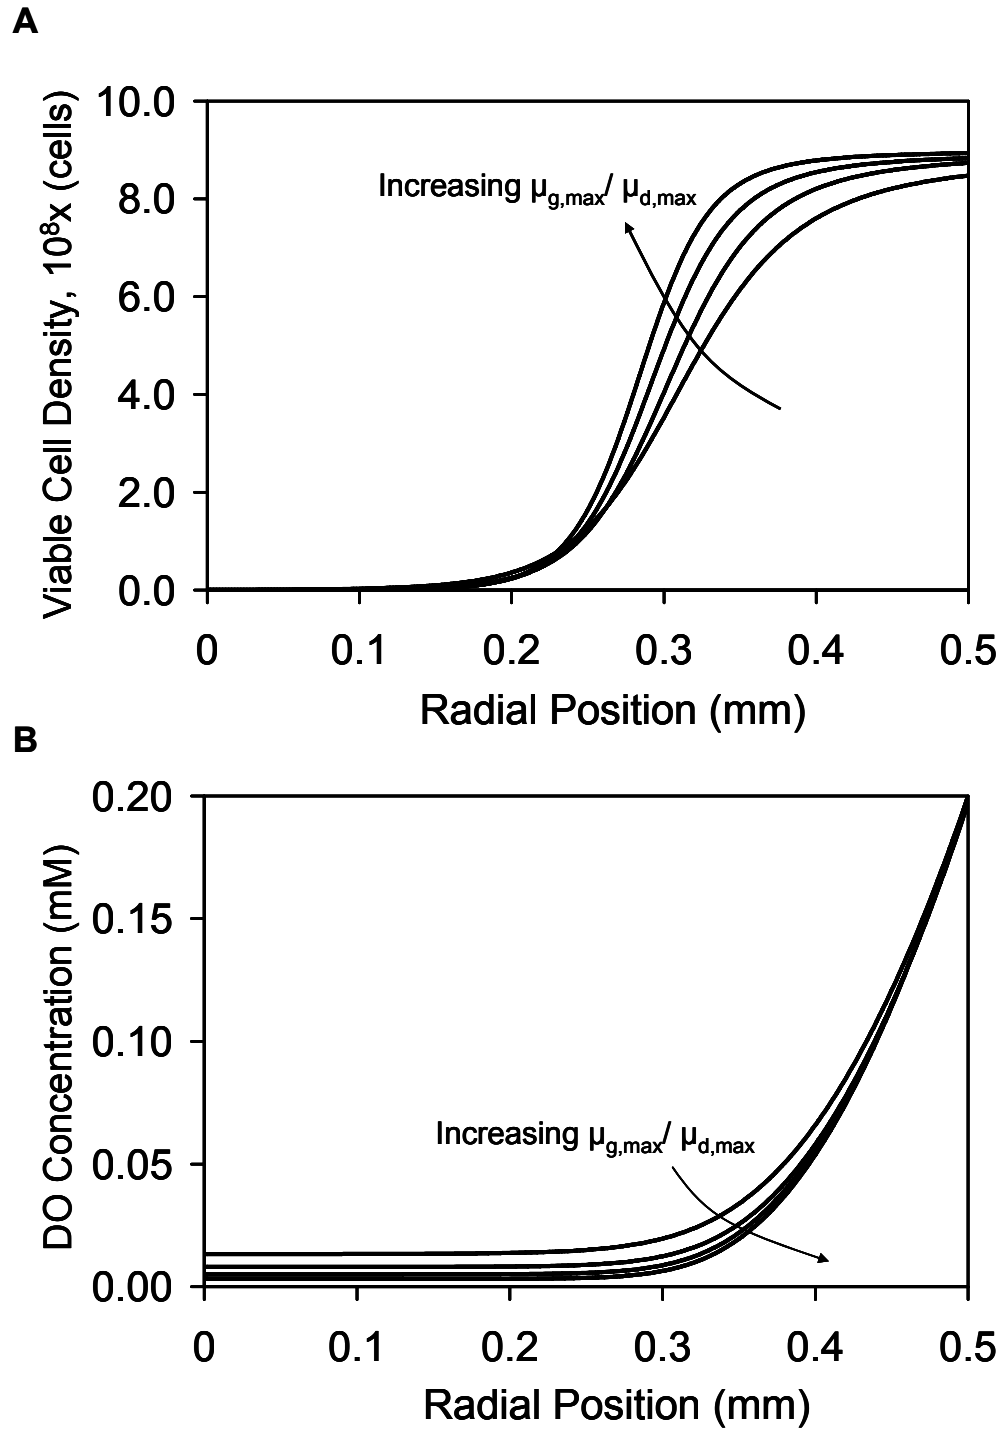 A
Viable Cell Density, 10⁸x (cells)
10.0
8.0
6.0
4.0
2.0
0.0
Increasing μg,max/ μd,max
0 0.1 0.2 0.3 0.4 0.5
Radial Position (mm)
B
DO Concentration (mM)
0.20
0.15
0.10
0.05
0.00
Increasing μg,max/ μd,max
0 0.1 0.2 0.3 0.4 0.5
Radial Position (mm)